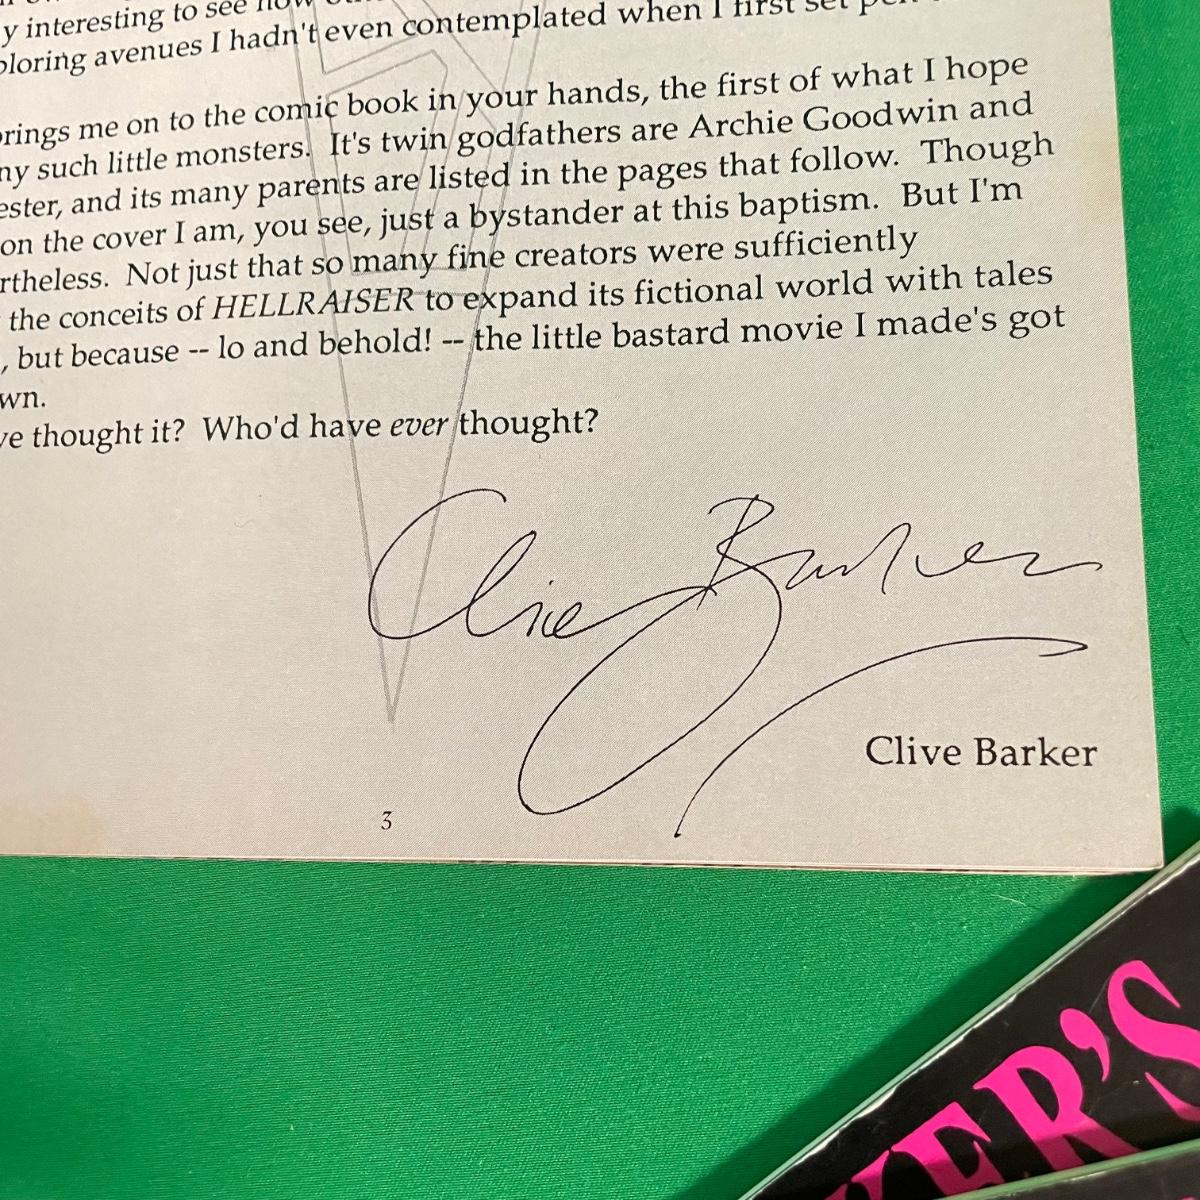 y interesting to see how
ploring avenues I hadn't even contemplated when I first set pen
rings me on to the comic book in your hands, the first of what I hope
ny such little monsters. It's twin godfathers are Archie Goodwin and
ester, and its many parents are listed in the pages that follow. Though
on the cover I am, you see, just a bystander at this baptism. But I'm
rtheless. Not just that so many fine creators were sufficiently
the conceits of HELLRAISER to expand its fictional world with tales
, but because -- lo and behold! -- the little bastard movie I made's got
wn.
ve thought it? Who'd have ever thought?
Clive Barker
Clive Barker
3
KER'S